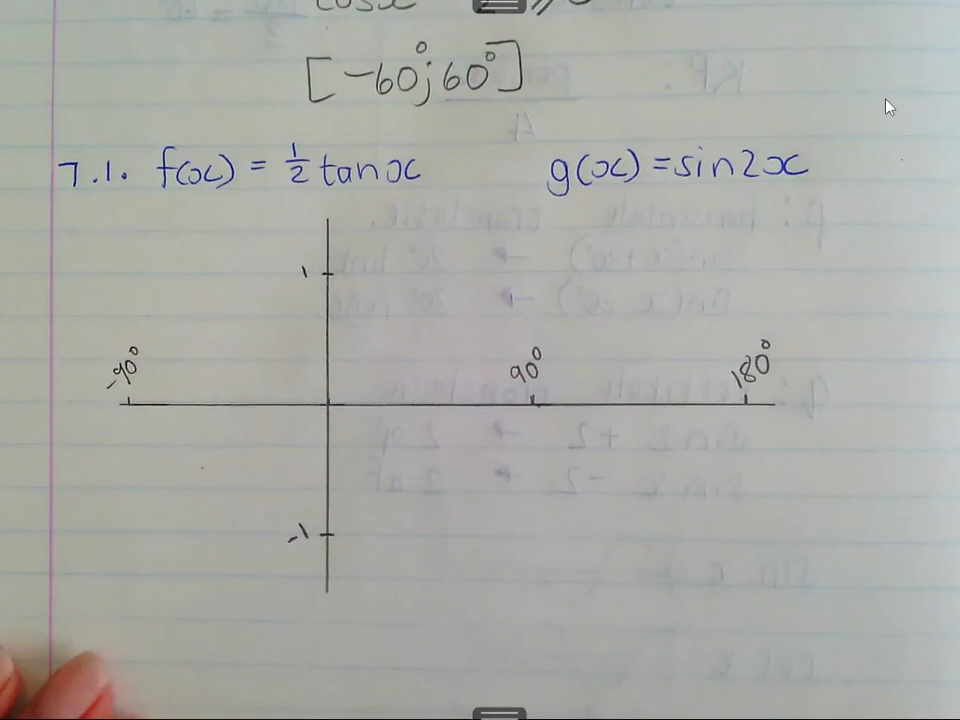 [-60°; 60°]
7.1. f(x) = 1/2 tan x g(x) = sin 2x
1
-90° 90° 180°
-1